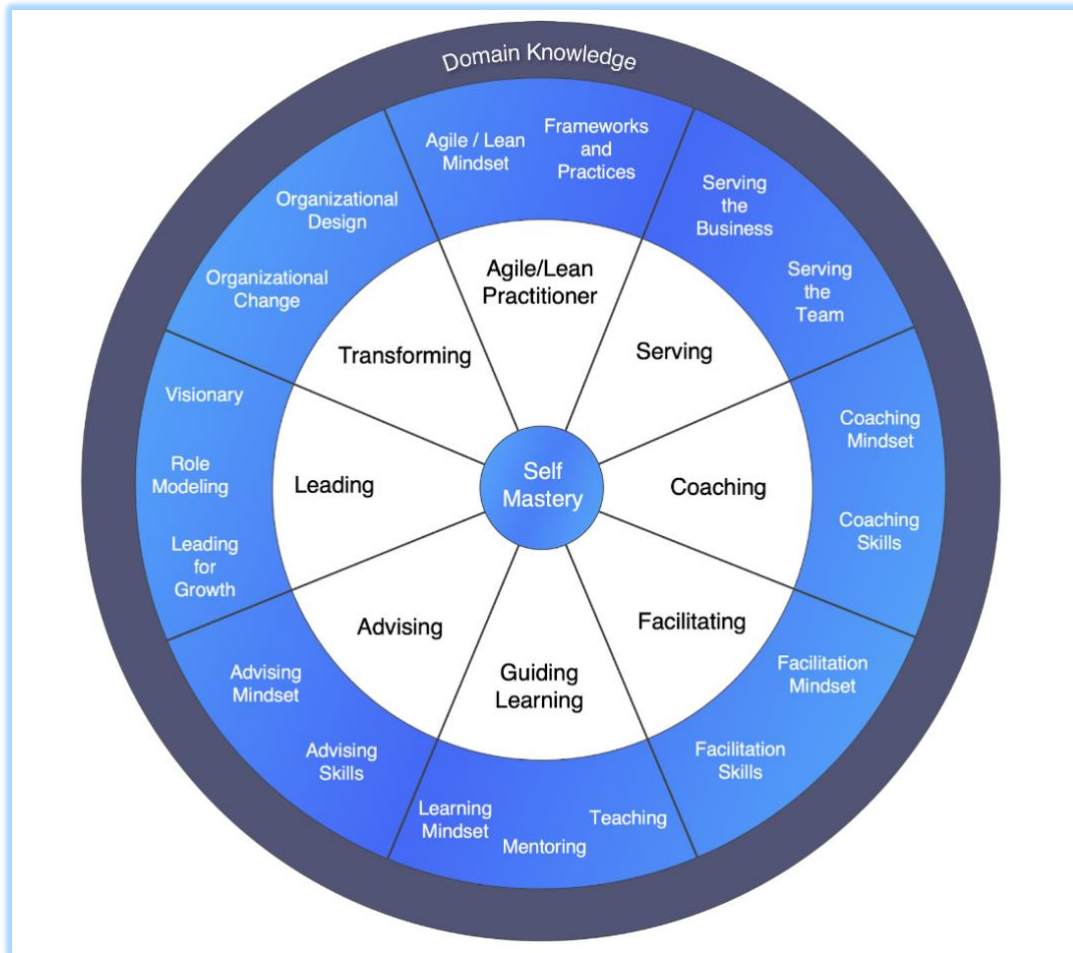 Domain Knowledge
Agile / Lean
Mindset
Frameworks
and
Practices
Serving
the
Business
Serving
the
Team
Coaching
Mindset
Coaching
Skills
Facilitation
Mindset
Facilitation
Skills
Teaching
Mentoring
Learning
Mindset
Advising
Skills
Advising
Mindset
Leading
for
Growth
Role
Modeling
Visionary
Organizational
Change
Organizational
Design
Agile/Lean
Practitioner
Serving
Coaching
Facilitating
Guiding
Learning
Advising
Leading
Transforming
Self
Mastery